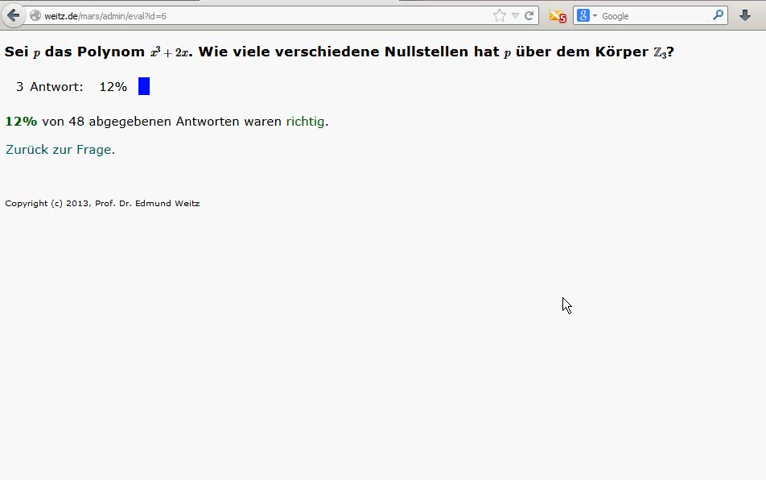 weitz.de/mars/admin/eval?id=6
5
Google
Sei p das Polynom x³ + 2x. Wie viele verschiedene Nullstellen hat p über dem Körper ℤ₃?
3 Antwort: 12%
12% von 48 abgegebenen Antworten waren richtig.
Zurück zur Frage.
Copyright (c) 2013, Prof. Dr. Edmund Weitz